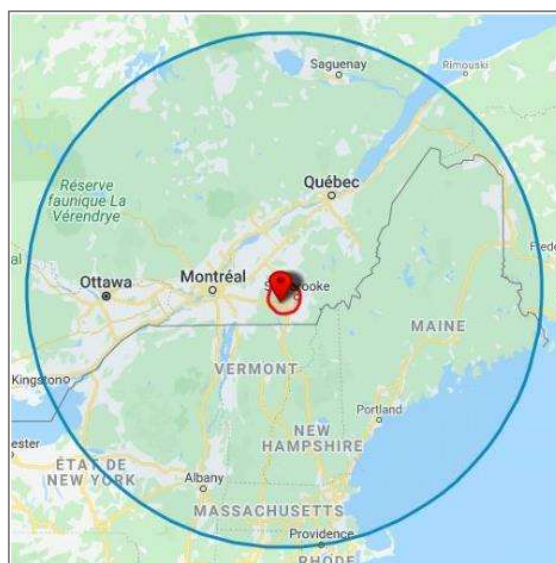 Saguenay
Rimouski
Réserve
faunique La
Vérendrye
Québec
Ottawa
Montréal
MAINE
VERMONT
Kingston
Portland
NEW
HAMPSHIRE
ÉTAT DE
NEW YORK
Albany
MASSACHUSETTS
Providence
RHODE